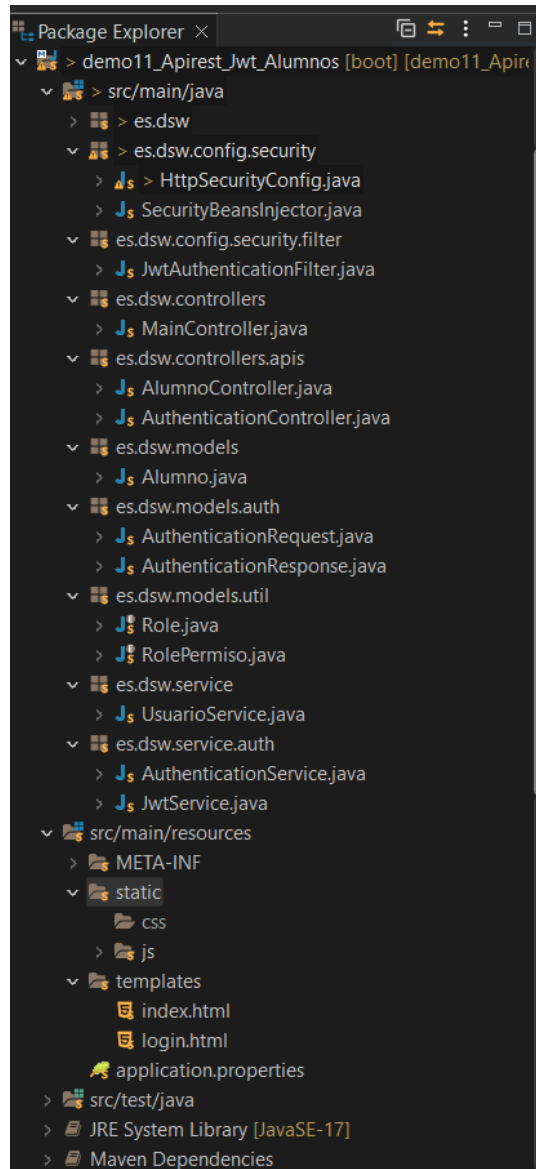 Package Explorer ×
> demo11_Apirest_Jwt_Alumnos [boot] [demo11_Apire
> src/main/java
> es.dsw
> es.dsw.config.security
> HttpSecurityConfig.java
SecurityBeansInjector.java
es.dsw.config.security.filter
JwtAuthenticationFilter.java
es.dsw.controllers
MainController.java
es.dsw.controllers.apis
AlumnoController.java
AuthenticationController.java
es.dsw.models
Alumno.java
es.dsw.models.auth
AuthenticationRequest.java
AuthenticationResponse.java
es.dsw.models.util
Role.java
RolePermiso.java
es.dsw.service
UsuarioService.java
es.dsw.service.auth
AuthenticationService.java
JwtService.java
src/main/resources
META-INF
static
css
js
templates
index.html
login.html
application.properties
src/test/java
JRE System Library [JavaSE-17]
Maven Dependencies